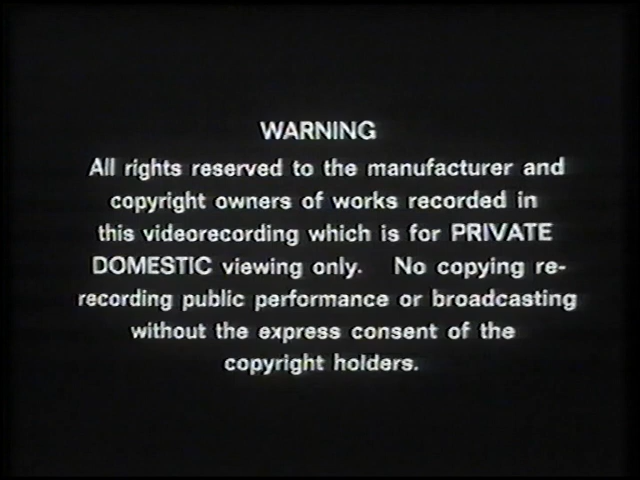 WARNING
All rights reserved to the manufacturer and
copyright owners of works recorded in
this videorecording which is for PRIVATE
DOMESTIC viewing only. No copying re-
recording public performance or broadcasting
without the express consent of the
copyright holders.